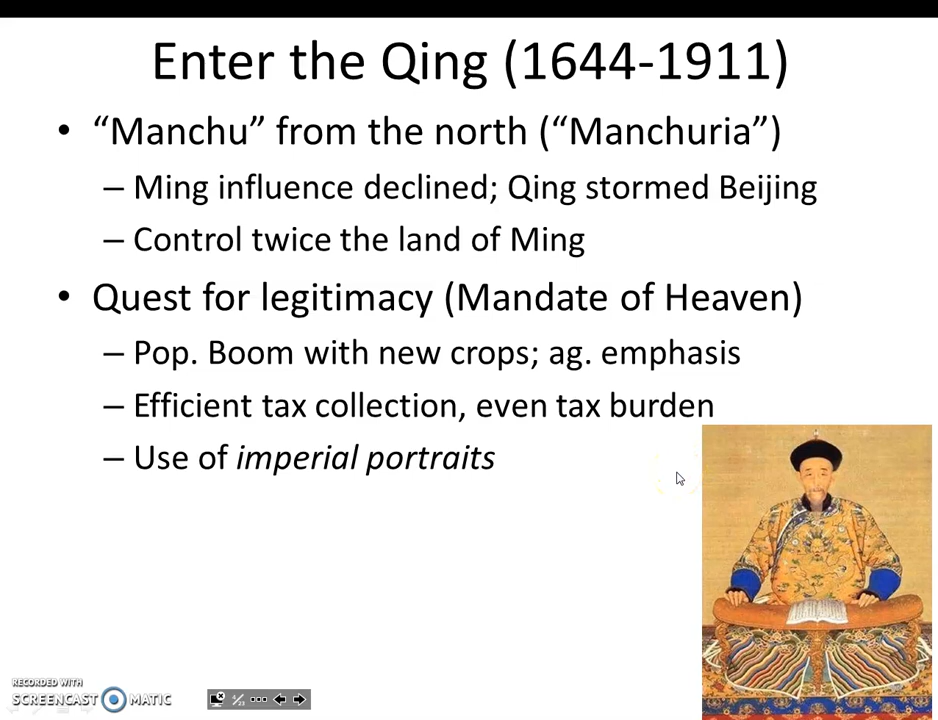 Enter the Qing (1644-1911)
• “Manchu” from the north (“Manchuria”)
– Ming influence declined; Qing stormed Beijing
– Control twice the land of Ming
• Quest for legitimacy (Mandate of Heaven)
– Pop. Boom with new crops; ag. emphasis
– Efficient tax collection, even tax burden
– Use of imperial portraits
RECORDED WITH
SCREENCAST MATIC